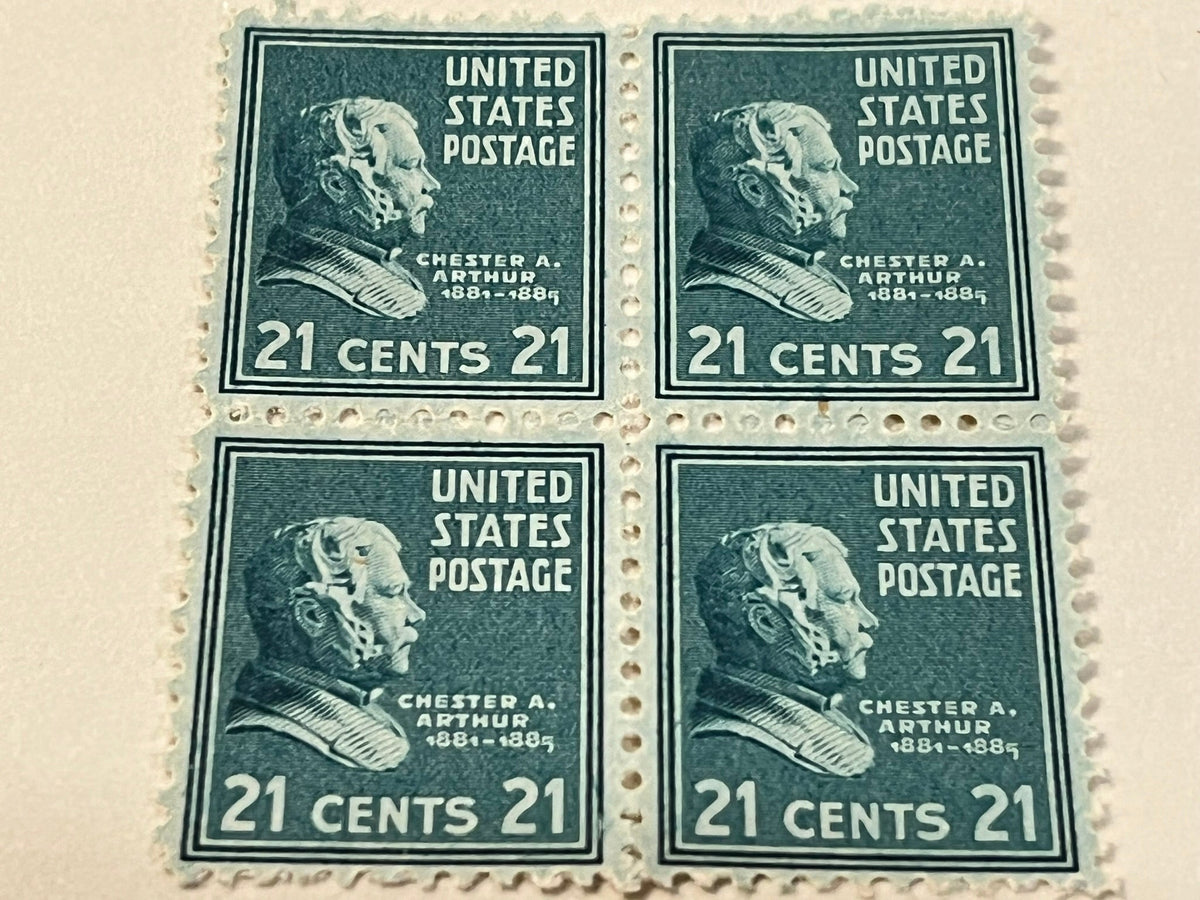 UNITED
STATES
POSTAGE
CHESTER A.
ARTHUR
1881-1885
21 CENTS 21
UNITED
STATES
POSTAGE
CHESTER A.
ARTHUR
1881-1885
21 CENTS 21
UNITED
STATES
POSTAGE
CHESTER A.
ARTHUR
1881-1885
21 CENTS 21
UNITED
STATES
POSTAGE
CHESTER A.
ARTHUR
1881-1885
21 CENTS 21